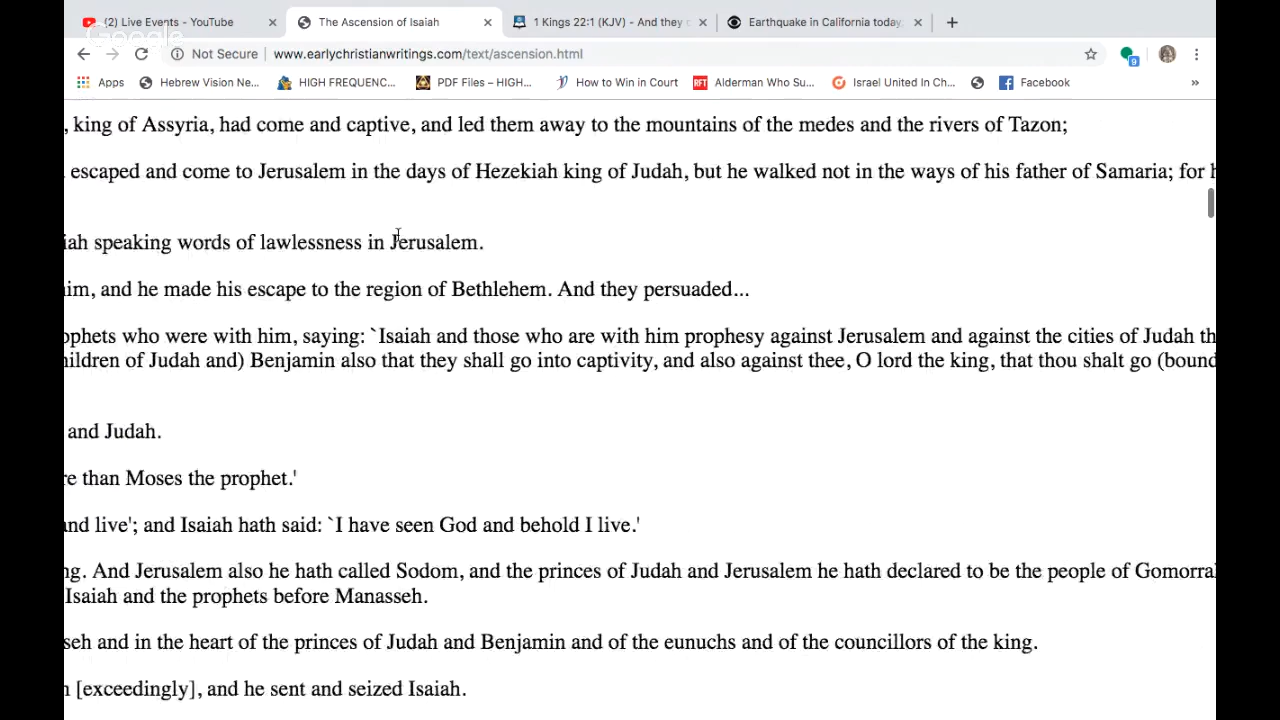 (2) Live Events - YouTube
The Ascension of Isaiah
1 Kings 22:1 (KJV) - And they
Earthquake in California today
Google
Not Secure
www.earlychristianwritings.com/text/ascension.html
9
Apps
Hebrew Vision Ne...
HIGH FREQUENC...
PDF Files – HIGH...
How to Win in Court
RFT
Alderman Who Su...
Israel United In Ch...
Facebook
»
, king of Assyria, had come and captive, and led them away to the mountains of the medes and the rivers of Tazon;
escaped and come to Jerusalem in the days of Hezekiah king of Judah, but he walked not in the ways of his father of Samaria; for h
iah speaking words of lawlessness in Jerusalem.
him, and he made his escape to the region of Bethlehem. And they persuaded...
ophets who were with him, saying: `Isaiah and those who are with him prophesy against Jerusalem and against the cities of Judah th
hildren of Judah and) Benjamin also that they shall go into captivity, and also against thee, O lord the king, that thou shalt go (bound
and Judah.
re than Moses the prophet.'
and live'; and Isaiah hath said: `I have seen God and behold I live.'
ng. And Jerusalem also he hath called Sodom, and the princes of Judah and Jerusalem he hath declared to be the people of Gomorrah
Isaiah and the prophets before Manasseh.
sseh and in the heart of the princes of Judah and Benjamin and of the eunuchs and of the councillors of the king.
[exceedingly], and he sent and seized Isaiah.